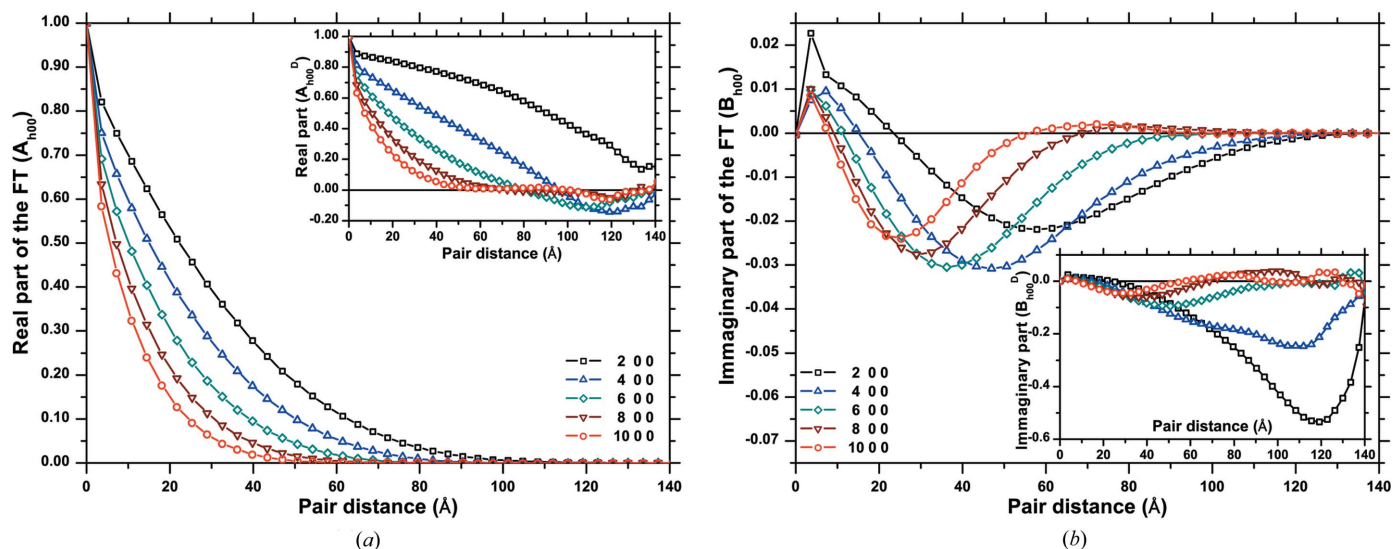 Real part of the FT (A_h00)
1.00
0.90
0.80
0.70
0.60
0.50
0.40
0.30
0.20
0.10
0.00
0 20 40 60 80 100 120 140
Pair distance (Å)
Real part (A_h00^D)
1.00
0.80
0.60
0.40
0.20
0.00
-0.20
0 20 40 60 80 100 120 140
Pair distance (Å)
2 0 0
4 0 0
6 0 0
8 0 0
10 0 0
(a)
Immaginary part of the FT (B_h00)
0.02
0.01
0.00
-0.01
-0.02
-0.03
-0.04
-0.05
-0.06
-0.07
0 20 40 60 80 100 120 140
Pair distance (Å)
2 0 0
4 0 0
6 0 0
8 0 0
10 0 0
Immaginary part (B_h00^D)
0.0
-0.2
-0.4
-0.6
Pair distance (Å)
0 20 40 60 80 100 120 140
(b)